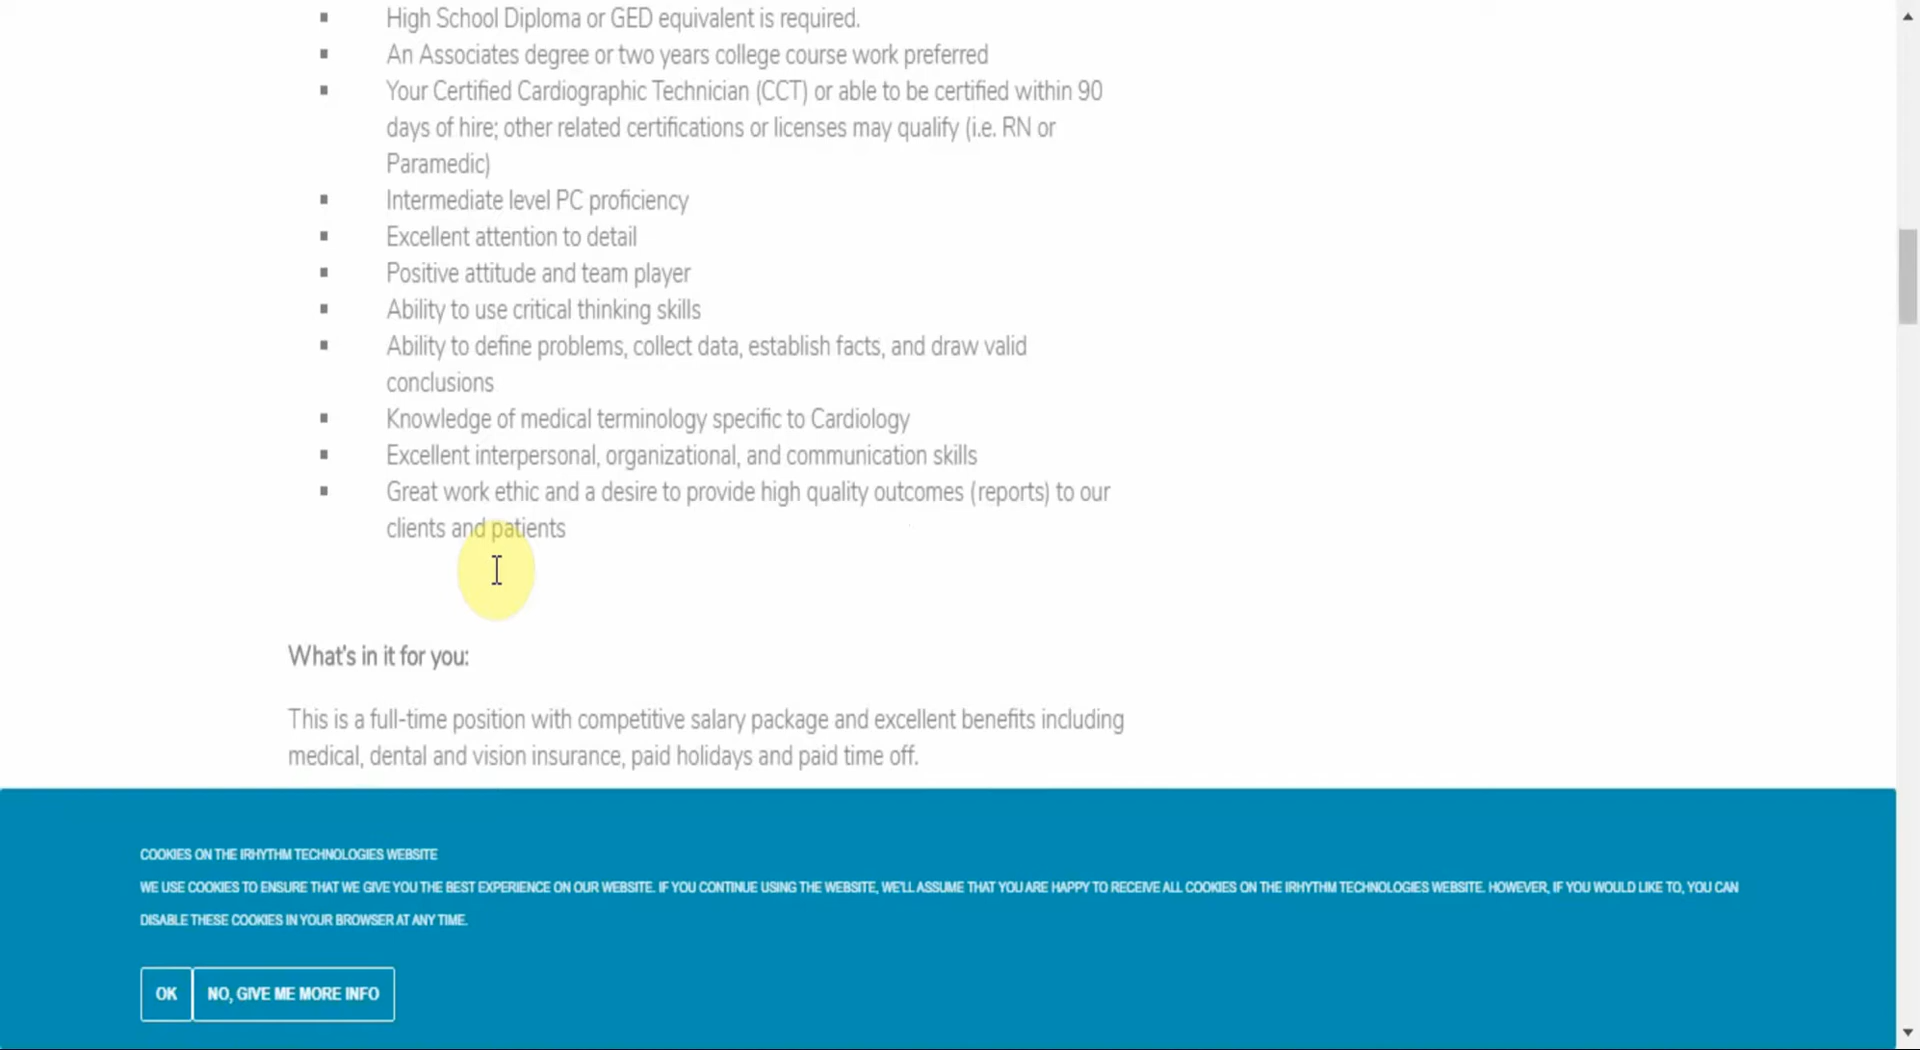 High School Diploma or GED equivalent is required.
An Associates degree or two years college course work preferred
Your Certified Cardiographic Technician (CCT) or able to be certified within 90
days of hire; other related certifications or licenses may qualify (i.e. RN or
Paramedic)
Intermediate level PC proficiency
Excellent attention to detail
Positive attitude and team player
Ability to use critical thinking skills
Ability to define problems, collect data, establish facts, and draw valid
conclusions
Knowledge of medical terminology specific to Cardiology
Excellent interpersonal, organizational, and communication skills
Great work ethic and a desire to provide high quality outcomes (reports) to our
clients and patients
What's in it for you:
This is a full-time position with competitive salary package and excellent benefits including
medical, dental and vision insurance, paid holidays and paid time off.
COOKIES ON THE IRHYTHM TECHNOLOGIES WEBSITE
WE USE COOKIES TO ENSURE THAT WE GIVE YOU THE BEST EXPERIENCE ON OUR WEBSITE. IF YOU CONTINUE USING THE WEBSITE, WE'LL ASSUME THAT YOU ARE HAPPY TO RECEIVE ALL COOKIES ON THE IRHYTHM TECHNOLOGIES WEBSITE. HOWEVER, IF YOU WOULD LIKE TO, YOU CAN
DISABLE THESE COOKIES IN YOUR BROWSER AT ANY TIME.
OK
NO, GIVE ME MORE INFO